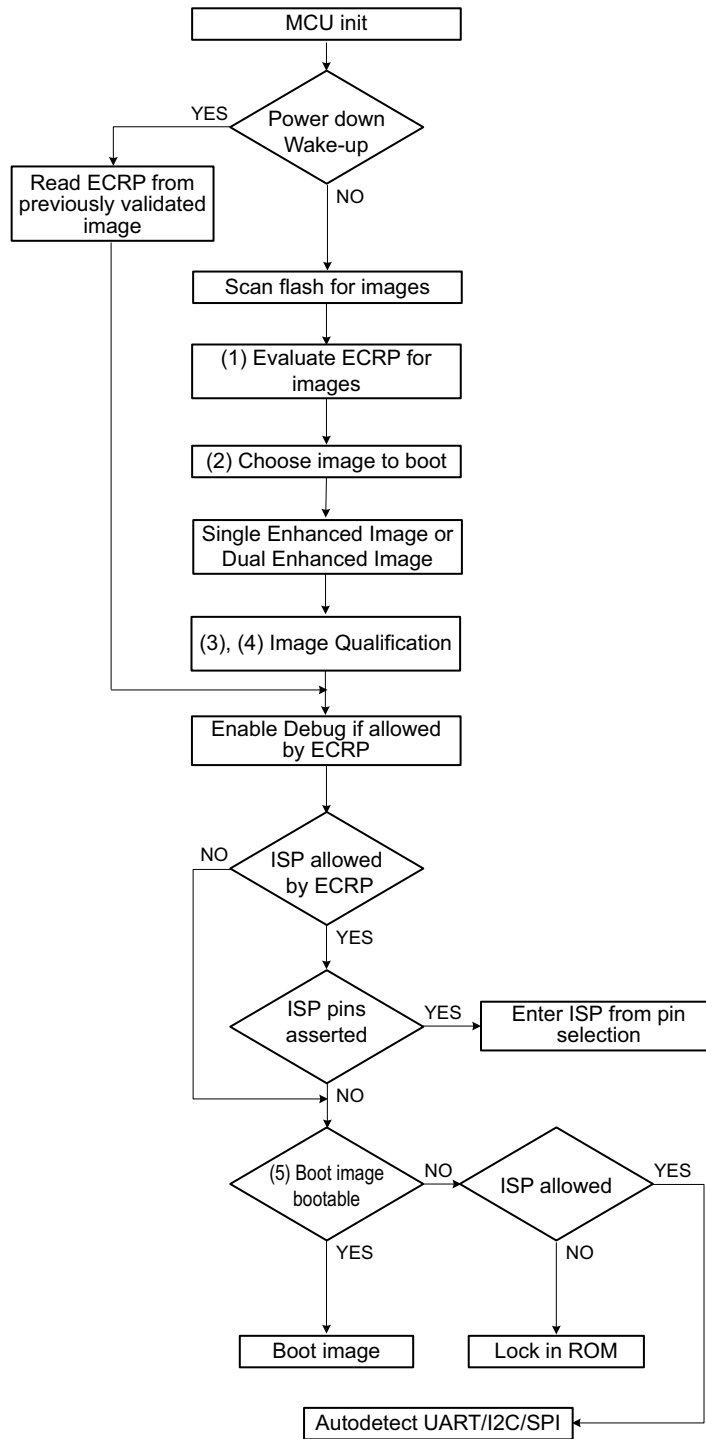 MCU init
YES
Power down
Wake-up
Read ECRP from
previously validated
image
NO
Scan flash for images
(1) Evaluate ECRP for
images
(2) Choose image to boot
Single Enhanced Image or
Dual Enhanced Image
(3), (4) Image Qualification
Enable Debug if allowed
by ECRP
NO
ISP allowed
by ECRP
YES
ISP pins
asserted
YES
Enter ISP from pin
selection
NO
(5) Boot image
bootable
NO
ISP allowed
YES
YES
NO
Boot image
Lock in ROM
Autodetect UART/I2C/SPI